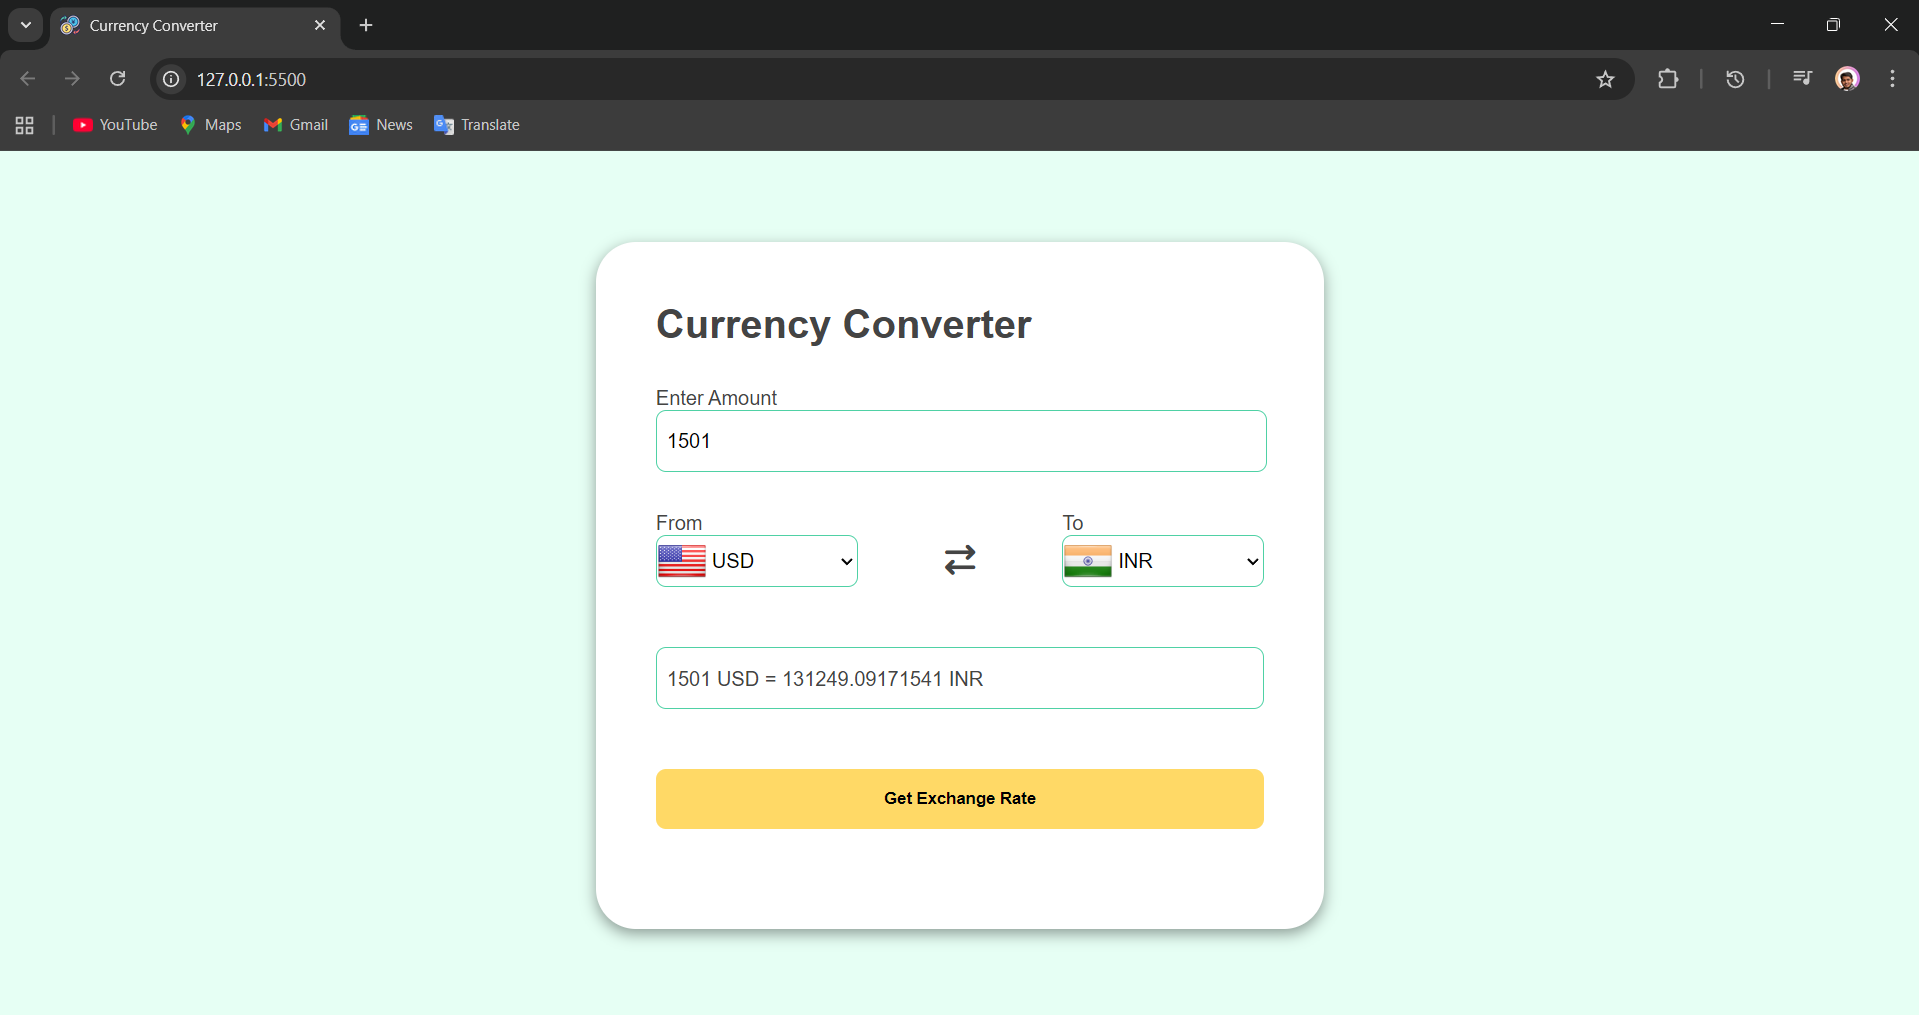 Currency Converter
127.0.0.1:5500
YouTube Maps Gmail News Translate
Currency Converter
Enter Amount
1501
From To
USD INR
1501 USD = 131249.09171541 INR
Get Exchange Rate